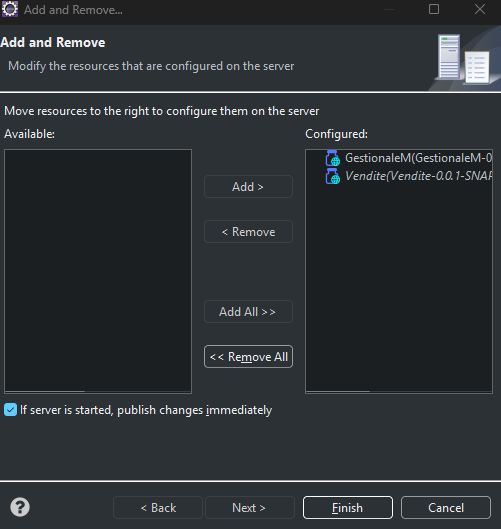 Add and Remove...
Add and Remove
Modify the resources that are configured on the server
Move resources to the right to configure them on the server
Available:
Configured:
GestionaleM(GestionaleM-0
Vendite(Vendite-0.0.1-SNAP
Add >
< Remove
Add All >>
<< Remove All
If server is started, publish changes immediately
?
< Back
Next >
Finish
Cancel